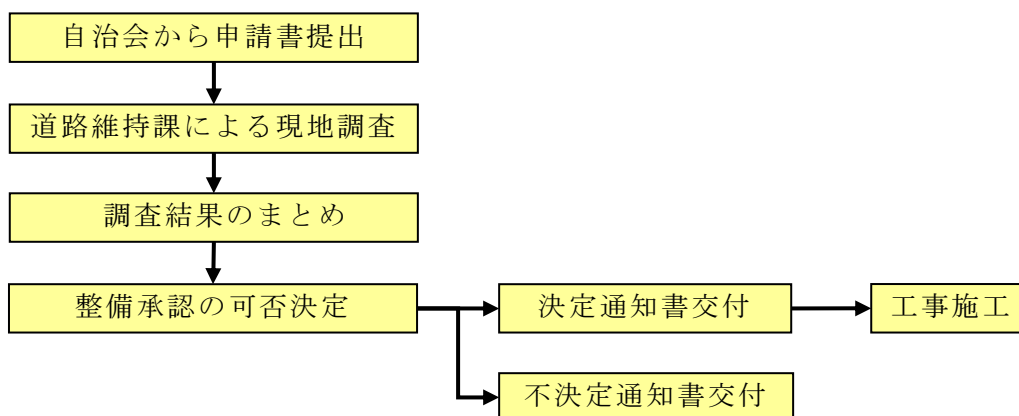 自治会から申請書提出
道路維持課による現地調査
調査結果のまとめ
整備承認の可否決定
決定通知書交付
工事施工
不決定通知書交付